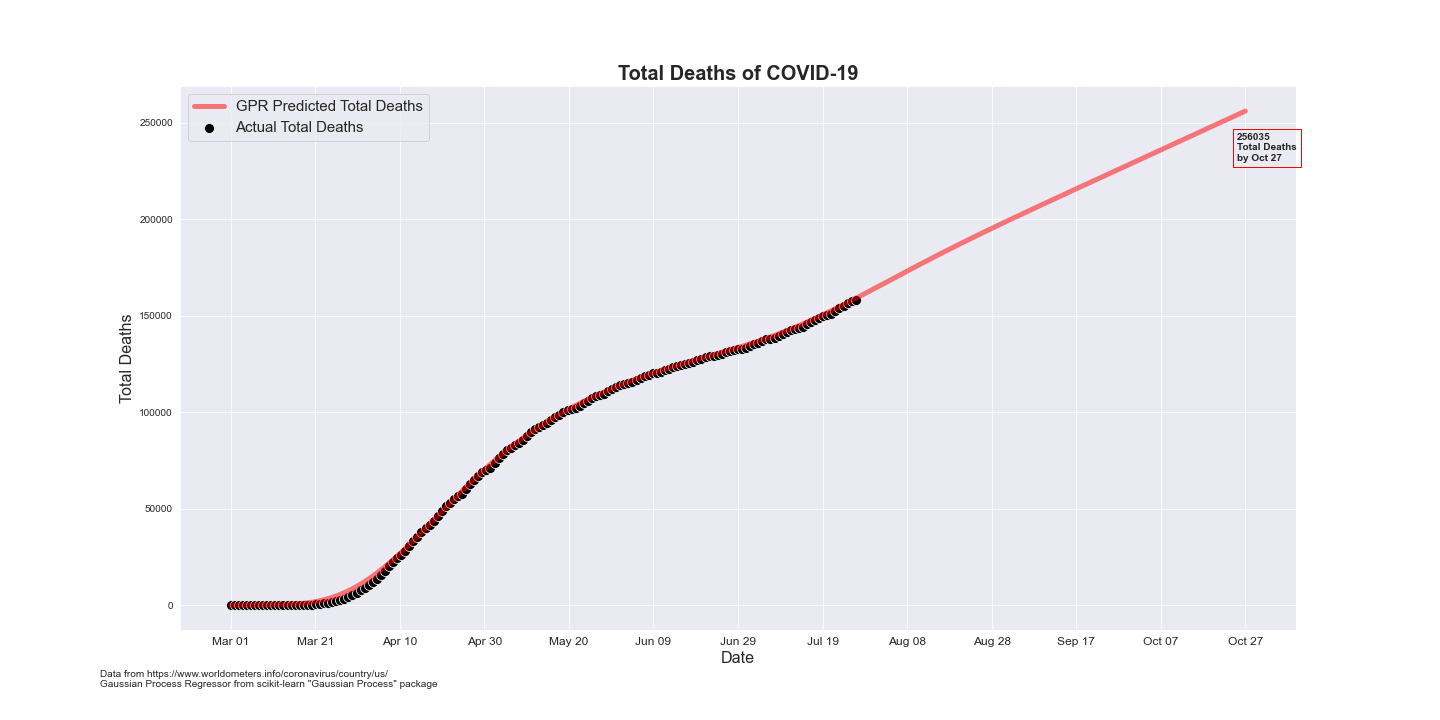 Total Deaths of COVID-19
GPR Predicted Total Deaths
Actual Total Deaths
250000
200000
150000
100000
50000
0
Total Deaths
256035
Total Deaths
by Oct 27
Mar 01 Mar 21 Apr 10 Apr 30 May 20 Jun 09 Jun 29 Jul 19 Aug 08 Aug 28 Sep 17 Oct 07 Oct 27
Date
Data from https://www.worldometers.info/coronavirus/country/us/
Gaussian Process Regressor from scikit-learn "Gaussian Process" package